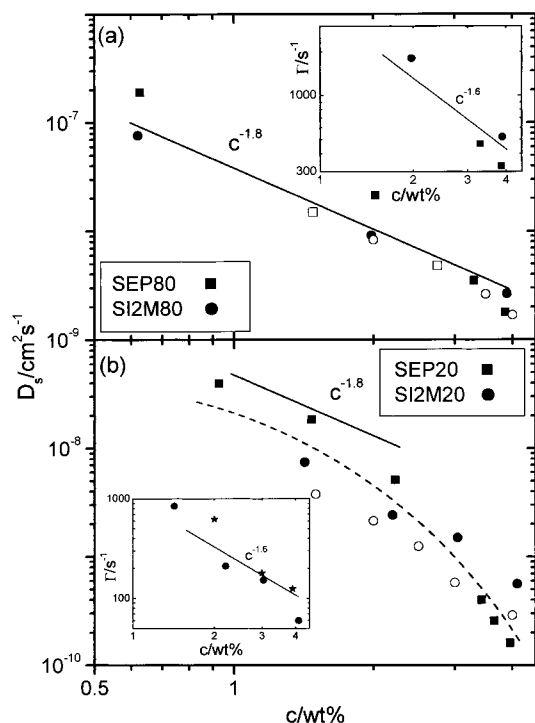 (a)
10⁻⁷
c⁻¹·⁸
Γ/s⁻¹
1000
300
c⁻¹·⁶
1 2 3 4
c/wt%
SEP80
SI2M80
10⁻⁹
Dₛ/cm²s⁻¹
(b)
c⁻¹·⁸
SEP20
SI2M20
10⁻⁸
Γ/s⁻¹
1000
100
c⁻¹·⁶
1 2 3 4
c/wt%
10⁻¹⁰
0.5 1
c/wt%